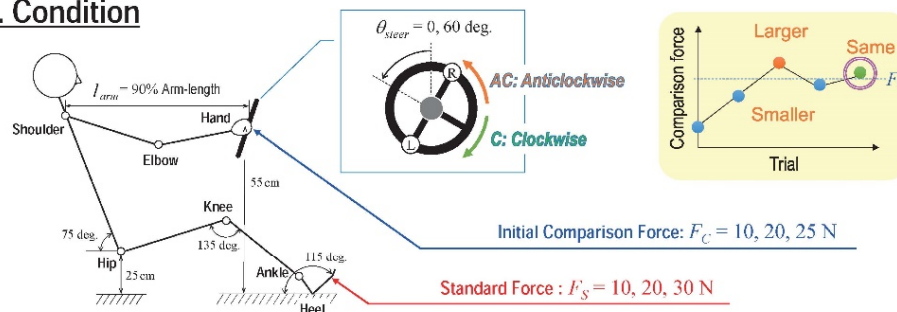 . Condition
l arm = 90% Arm-length
Shoulder
Hand
Elbow
55 cm
Knee
75 deg.
135 deg.
Hip
25 cm
Ankle
115 deg.
Heel
θsteer = 0, 60 deg.
R
L
AC: Anticlockwise
C: Clockwise
Comparison force
Larger
Same
Smaller
F
Trial
Initial Comparison Force: FC = 10, 20, 25 N
Standard Force : FS = 10, 20, 30 N